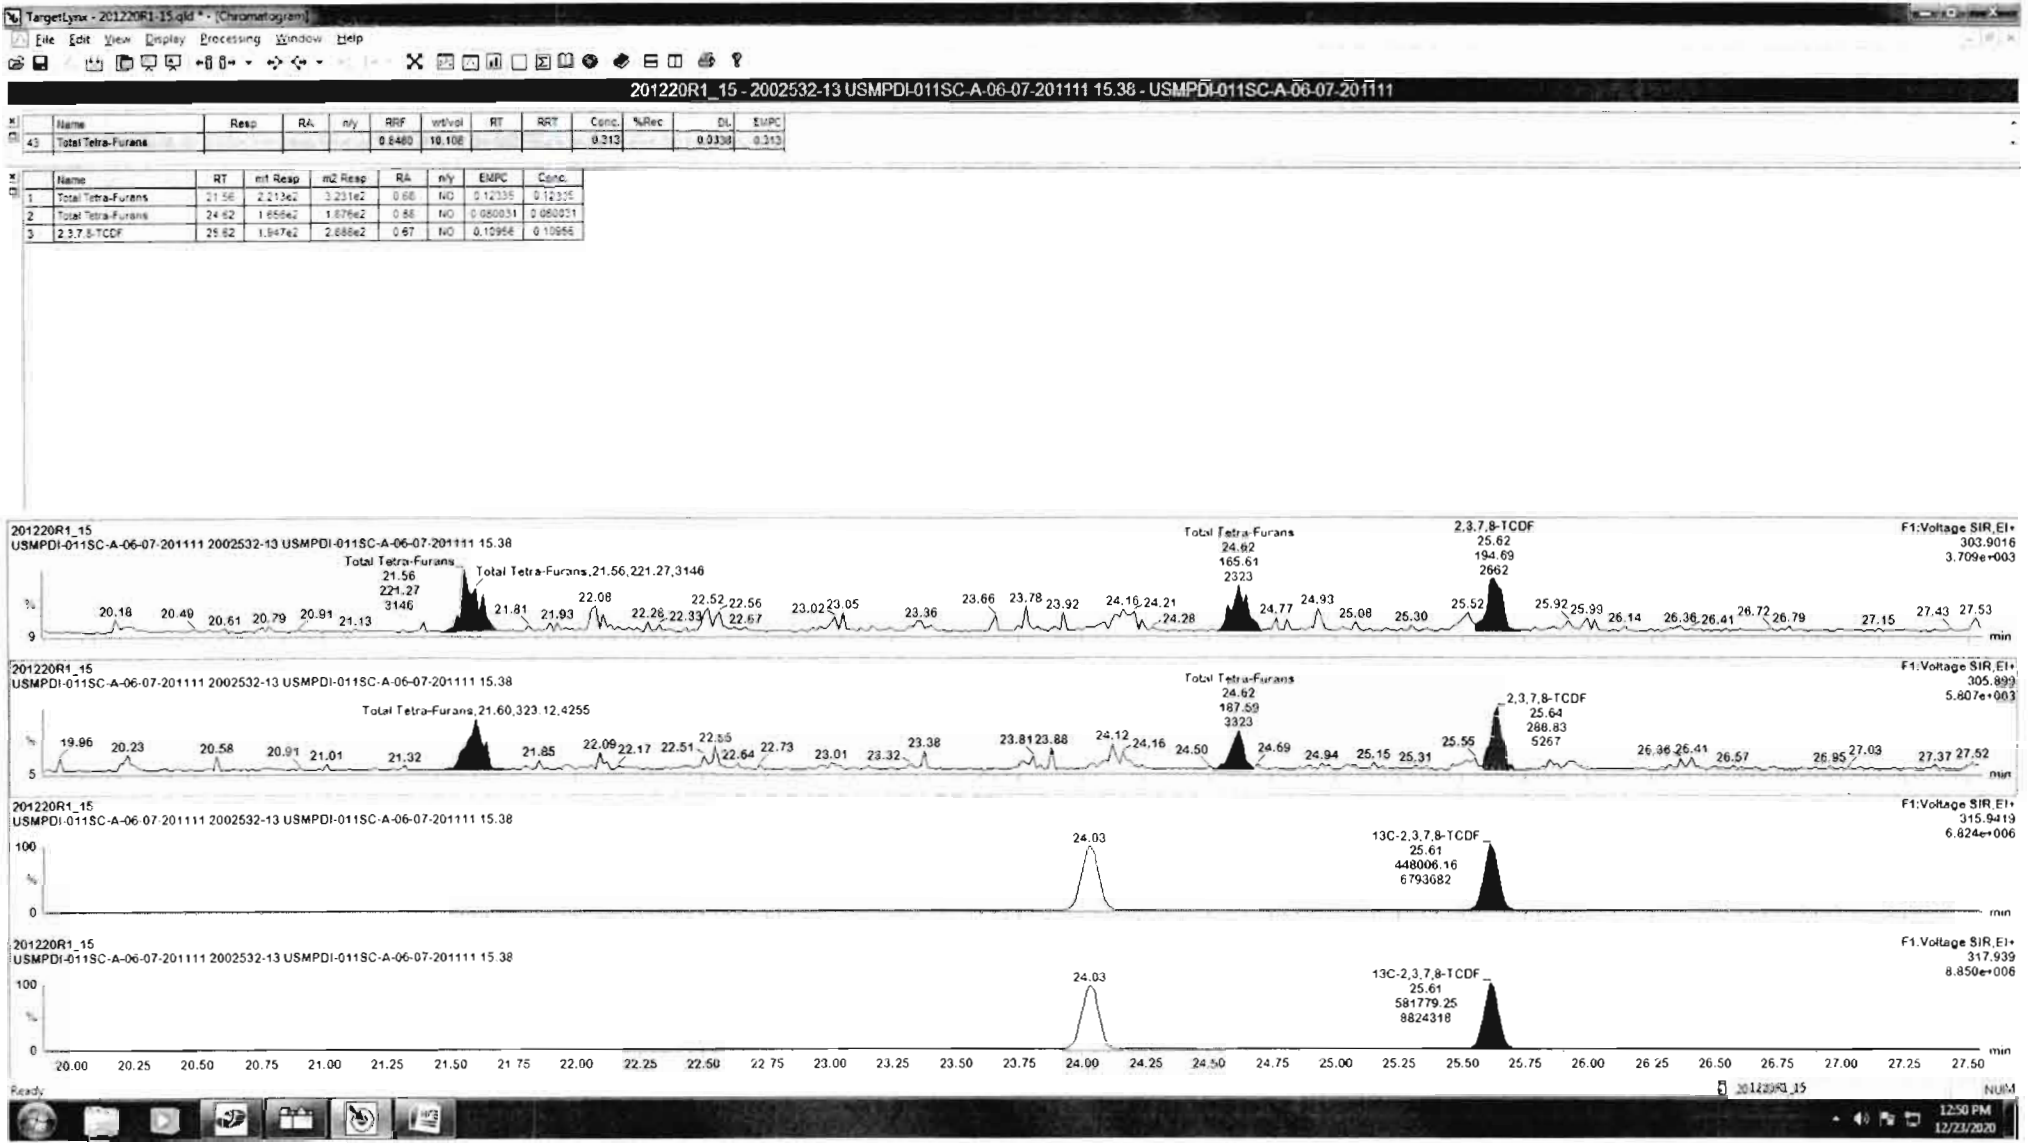 TargetLynx - 201220R1-15.qld * - [Chromatogram]
File Edit View Display Processing Window Help
201220R1_15 - 2002532-13 USMPDI-011SC-A-06-07-201111 15.38 - USMPDI-011SC-A-06-07-201111
Name Resp RA n/y RRF wt/vol RT RRT Conc. %Rec DL EMPC
43 Total Tetra-Furans 0.8460 10.108 0.313 0.0338 0.313
Name RT m1 Resp m2 Resp RA n/y EMPC Conc.
1 Total Tetra-Furans 21.56 2.213e2 3.231e2 0.68 NO 0.12335 0.12335
2 Total Tetra-Furans 24.62 1.656e2 1.876e2 0.88 NO 0.080031 0.080031
3 2,3,7,8-TCDF 25.62 1.947e2 2.888e2 0.67 NO 0.10956 0.10956
201220R1_15 F1:Voltage SIR,EI+
USMPDI-011SC-A-06-07-201111 2002532-13 USMPDI-011SC-A-06-07-201111 15.38 303.9016
3.709e+003
Total Tetra-Furans 21.56 221.27 3146
Total Tetra-Furans,21.56,221.27,3146
Total Tetra-Furans 24.62 165.61 2323
2,3,7,8-TCDF 25.62 194.69 2662
% 20.18 20.49 20.61 20.79 20.91 21.13 21.81 21.93 22.08 22.28 22.33 22.52 22.56 22.67 23.02 23.05 23.36 23.66 23.78 23.92 24.16 24.21 24.28 24.77 24.93 25.08 25.30 25.52 25.92 25.99 26.14 26.36 26.41 26.72 26.79 27.15 27.43 27.53
9 min
201220R1_15 F1:Voltage SIR,EI+
USMPDI-011SC-A-06-07-201111 2002532-13 USMPDI-011SC-A-06-07-201111 15.38 305.899
5.807e+003
Total Tetra-Furans,21.60,323.12,4255
Total Tetra-Furans 24.62 187.59 3323
2,3,7,8-TCDF 25.64 288.83 5267
% 19.96 20.23 20.58 20.91 21.01 21.32 21.85 22.09 22.17 22.51 22.55 22.64 22.73 23.01 23.32 23.38 23.81 23.88 24.12 24.16 24.50 24.69 24.94 25.15 25.31 25.55 26.36 26.41 26.57 26.95 27.03 27.37 27.52
5 min
201220R1_15 F1:Voltage SIR,EI+
USMPDI-011SC-A-06-07-201111 2002532-13 USMPDI-011SC-A-06-07-201111 15.38 315.9419
6.824e+006
100 24.03 13C-2,3,7,8-TCDF
25.61
448006.16
% 6793682
0 min
201220R1_15 F1:Voltage SIR,EI+
USMPDI-011SC-A-06-07-201111 2002532-13 USMPDI-011SC-A-06-07-201111 15.38 317.939
8.850e+006
100 24.03 13C-2,3,7,8-TCDF
25.61
581779.25
% 8824318
0 min
20.00 20.25 20.50 20.75 21.00 21.25 21.50 21.75 22.00 22.25 22.50 22.75 23.00 23.25 23.50 23.75 24.00 24.25 24.50 24.75 25.00 25.25 25.50 25.75 26.00 26.25 26.50 26.75 27.00 27.25 27.50
Ready 201220R1_15 NUM
12:50 PM
12/23/2020